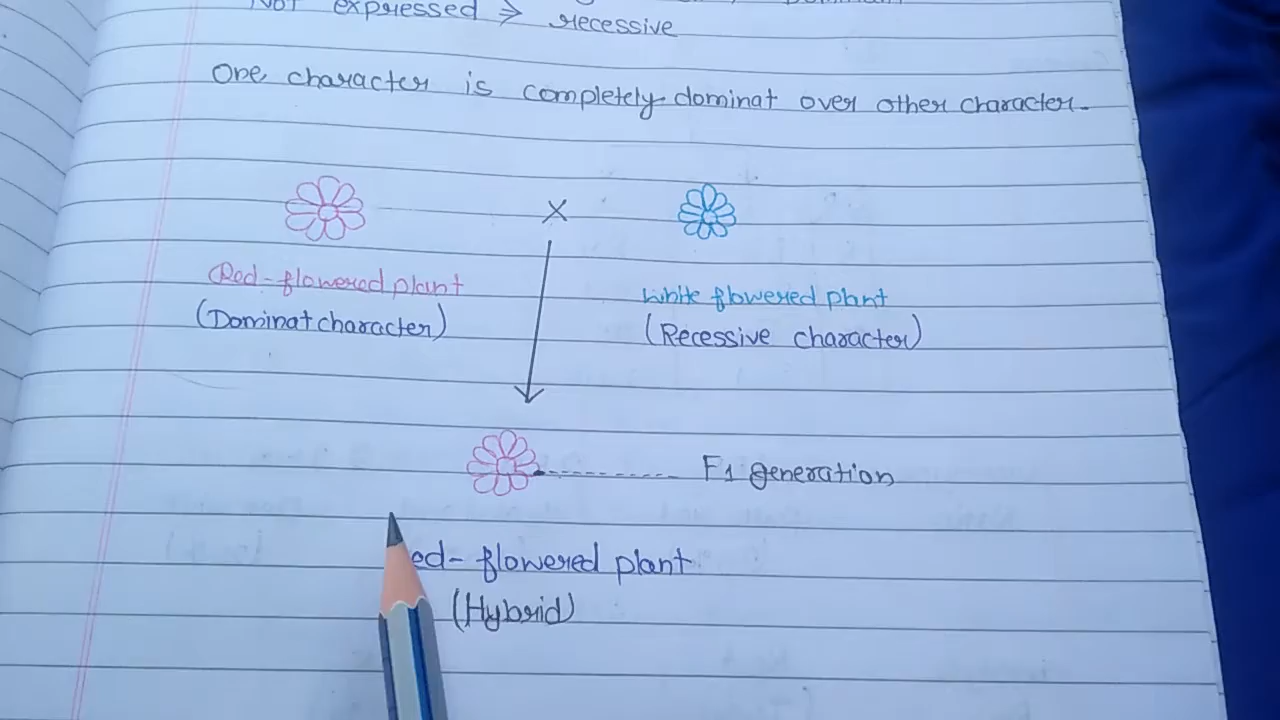 Not expressed ⇒ recessive
One character is completely dominat over other character.
×
Red-flowered plant
(Dominat character)
White flowered plant
(Recessive character)
F1 generation
ed-flowered plant
(Hybrid)